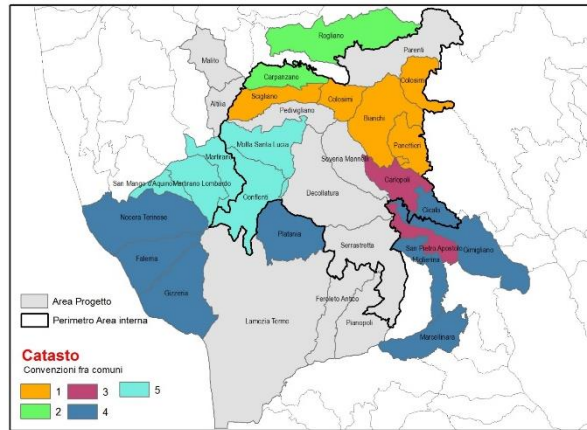 Rogliano
Malito
Parenti
Carpanzano
Colosimi
Altilia
Scigliano
Colosimi
Pedivigliano
Bianchi
Motta Santa Lucia
Panettieri
Martirano
Soveria Mannelli
Carlopoli
San Mango d'Aquino
Martirano Lombardo
Conflenti
Decollatura
Cicala
Nocera Terinese
Platania
San Pietro Apostolo
Gimigliano
Serrastretta
Miglierina
Falerna
Gizzeria
Feroleto Antico
Lamezia Terme
Pianopoli
Marcellinara
Area Progetto
Perimetro Area interna
Catasto
Convenzioni fra comuni
1 3 5
2 4